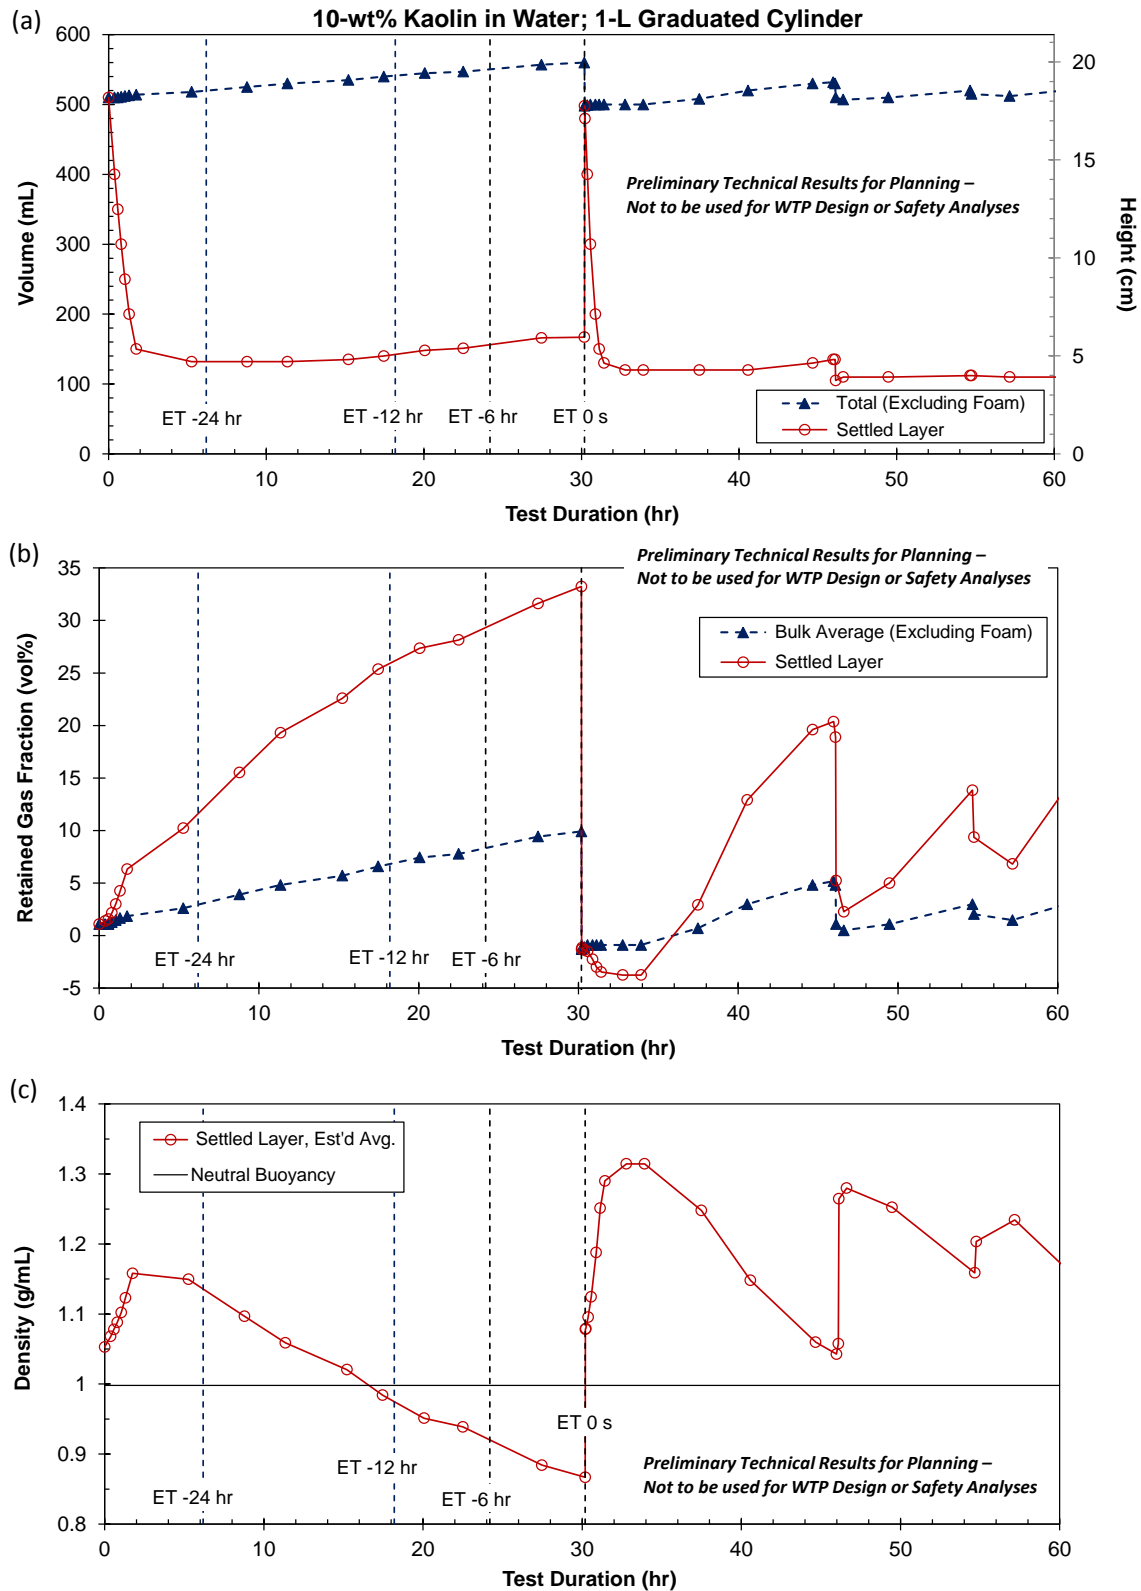 (a)
10-wt% Kaolin in Water; 1-L Graduated Cylinder
600
500
400
300
200
100
0
Volume (mL)
20
15
10
5
0
Height (cm)
Preliminary Technical Results for Planning –
Not to be used for WTP Design or Safety Analyses
ET -24 hr
ET -12 hr
ET -6 hr
ET 0 s
Total (Excluding Foam)
Settled Layer
0 10 20 30 40 50 60
Test Duration (hr)
(b)
Preliminary Technical Results for Planning –
Not to be used for WTP Design or Safety Analyses
35
30
25
20
15
10
5
0
-5
Retained Gas Fraction (vol%)
Bulk Average (Excluding Foam)
Settled Layer
ET -24 hr
ET -12 hr
ET -6 hr
0 10 20 30 40 50 60
Test Duration (hr)
(c)
1.4
1.3
1.2
1.1
1
0.9
0.8
Density (g/mL)
Settled Layer, Est'd Avg.
Neutral Buoyancy
ET 0 s
ET -12 hr
ET -24 hr
ET -6 hr
Preliminary Technical Results for Planning –
Not to be used for WTP Design or Safety Analyses
0 10 20 30 40 50 60
Test Duration (hr)